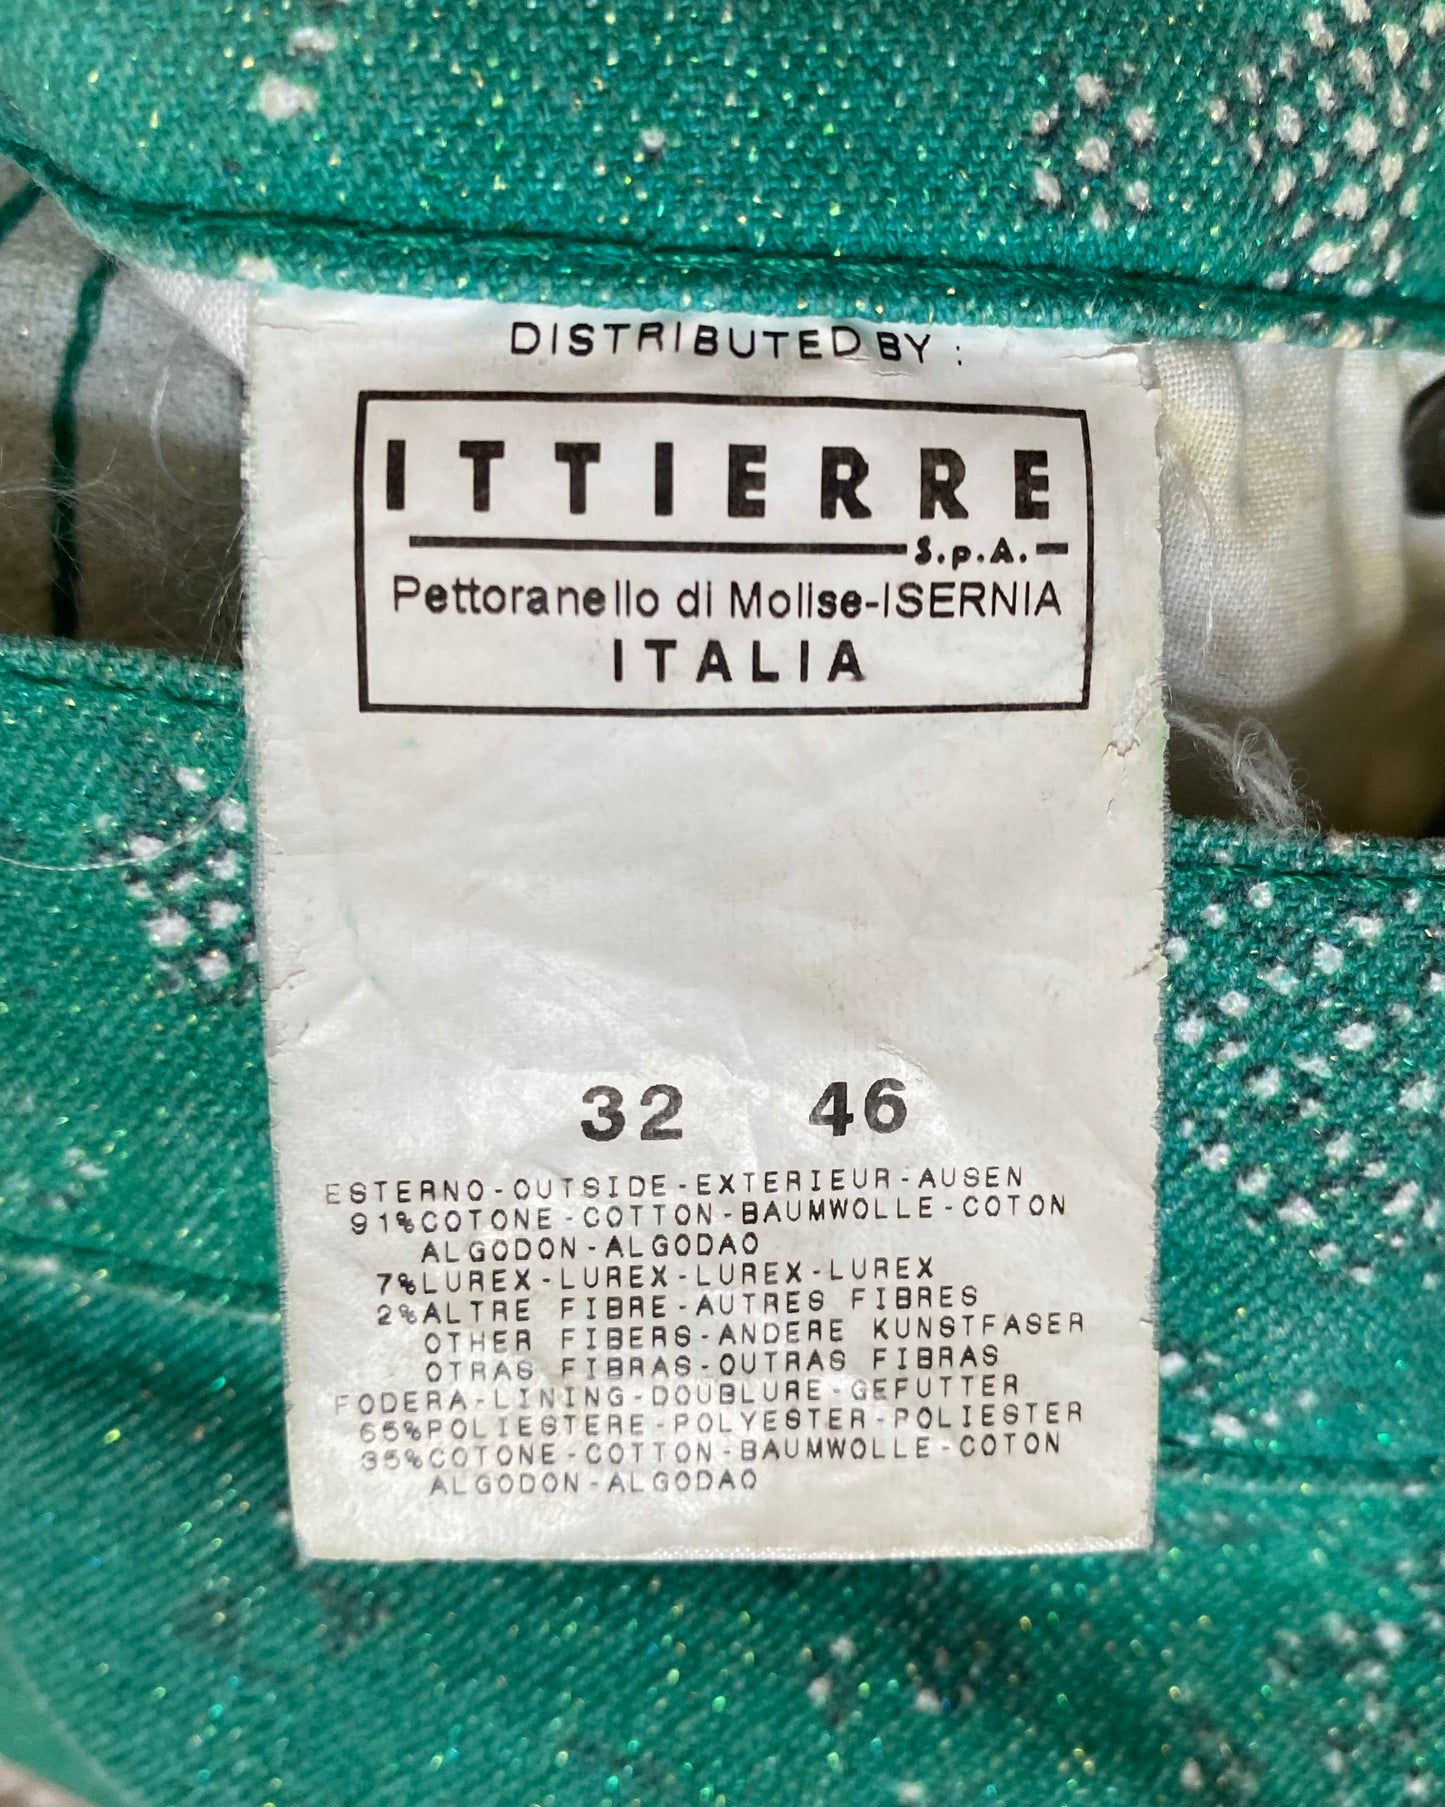 DISTRIBUTED BY :
ITTIERRE
S.p.A.
Pettoranello di Molise-ISERNIA
ITALIA
32 46
ESTERNO-OUTSIDE-EXTERIEUR-AUSEN
91%COTONE-COTTON-BAUMWOLLE-COTON
ALGODON-ALGODAO
7%LUREX-LUREX-LUREX-LUREX
2%ALTRE FIBRE-AUTRES FIBRES
OTHER FIBERS-ANDERE KUNSTFASER
OTRAS FIBRAS-OUTRAS FIBRAS
FODERA-LINING-DOUBLURE-GEFUTTER
65%POLIESTERE-POLYESTER-POLIESTER
35%COTONE-COTTON-BAUMWOLLE-COTON
ALGODON-ALGODAO